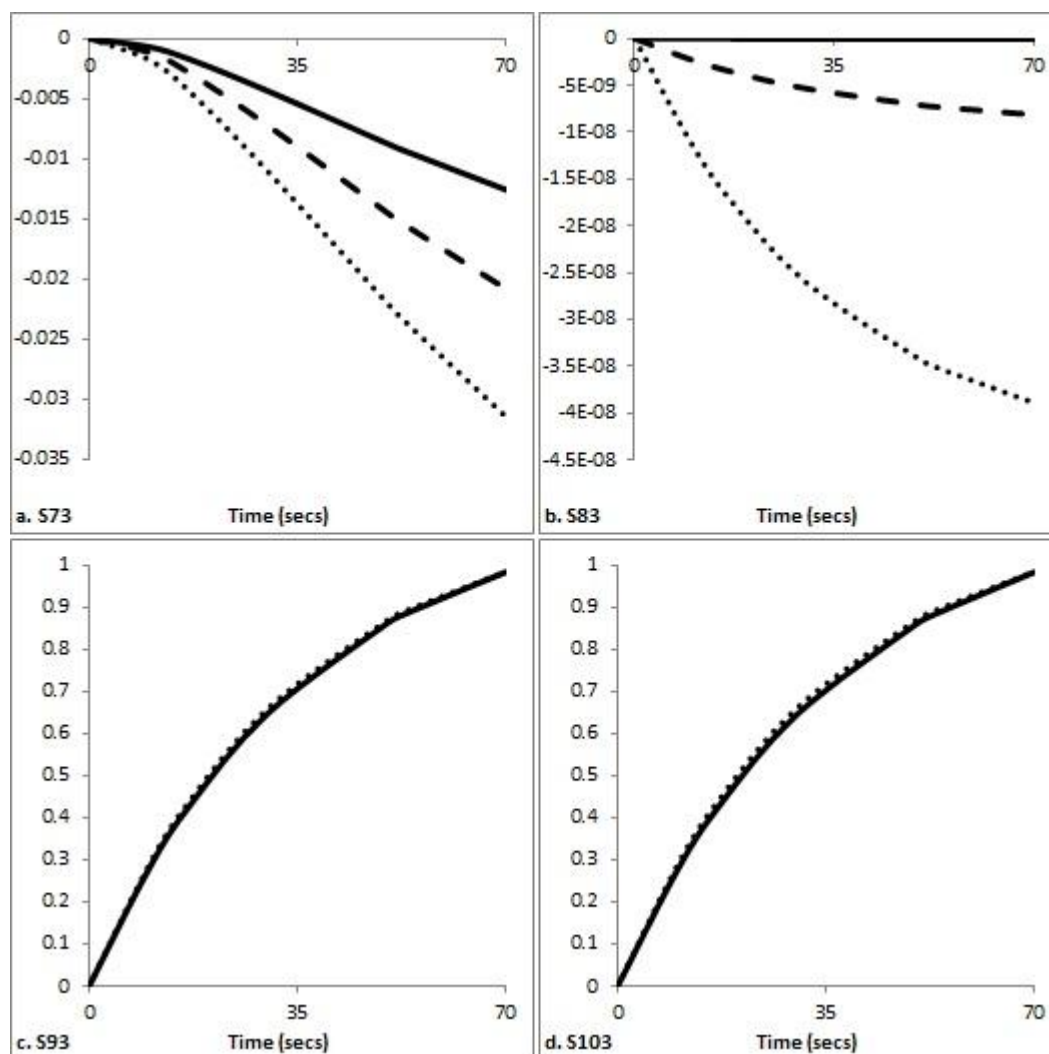 0
0 35 70
-0.005
-0.01
-0.015
-0.02
-0.025
-0.03
-0.035
a. S73 Time (secs)
0
0 35 70
-5E-09
-1E-08
-1.5E-08
-2E-08
-2.5E-08
-3E-08
-3.5E-08
-4E-08
-4.5E-08
b. S83 Time (secs)
1
0.9
0.8
0.7
0.6
0.5
0.4
0.3
0.2
0.1
0
0 35 70
c. S93 Time (secs)
1
0.9
0.8
0.7
0.6
0.5
0.4
0.3
0.2
0.1
0
0 35 70
d. S103 Time (secs)